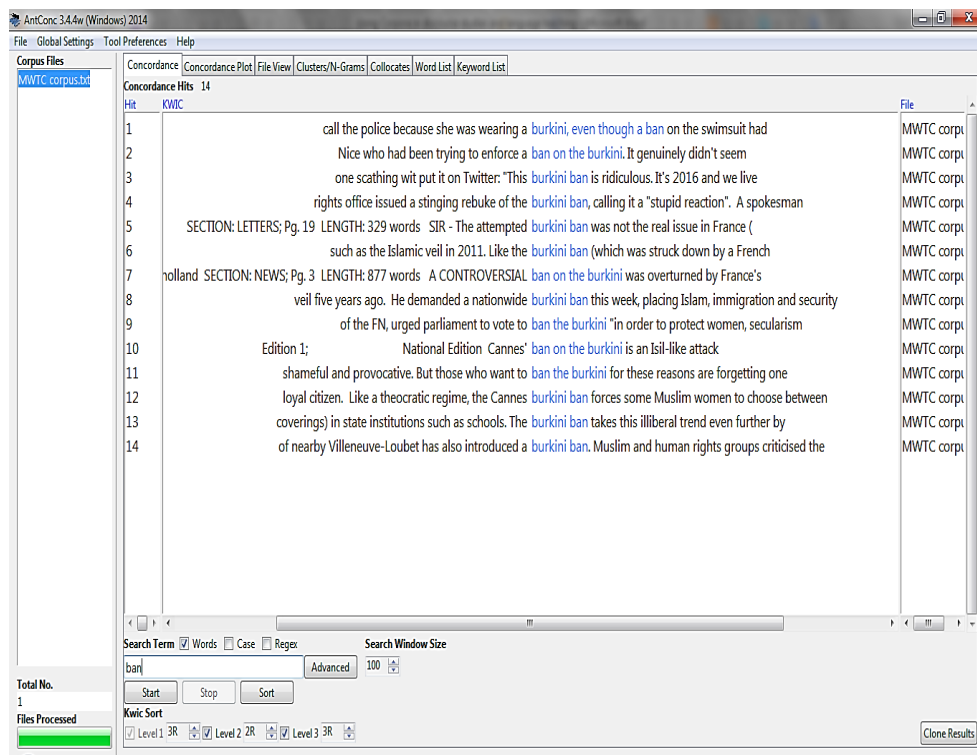 AntConc 3.4.4w (Windows) 2014
File Global Settings Tool Preferences Help
Corpus Files
MWTC corpus.txt
Concordance Concordance Plot File View Clusters/N-Grams Collocates Word List Keyword List
Concordance Hits 14
Hit KWIC File
1 call the police because she was wearing a burkini, even though a ban on the swimsuit had MWTC corpu
2 Nice who had been trying to enforce a ban on the burkini. It genuinely didn't seem MWTC corpu
3 one scathing wit put it on Twitter: "This burkini ban is ridiculous. It's 2016 and we live MWTC corpu
4 rights office issued a stinging rebuke of the burkini ban, calling it a "stupid reaction". A spokesman MWTC corpu
5 SECTION: LETTERS; Pg. 19 LENGTH: 329 words SIR - The attempted burkini ban was not the real issue in France ( MWTC corpu
6 such as the Islamic veil in 2011. Like the burkini ban (which was struck down by a French MWTC corpu
7 holland SECTION: NEWS; Pg. 3 LENGTH: 877 words A CONTROVERSIAL ban on the burkini was overturned by France's MWTC corpu
8 veil five years ago. He demanded a nationwide burkini ban this week, placing Islam, immigration and security MWTC corpu
9 of the FN, urged parliament to vote to ban the burkini "in order to protect women, secularism MWTC corpu
10 Edition 1; National Edition Cannes' ban on the burkini is an Isil-like attack MWTC corpu
11 shameful and provocative. But those who want to ban the burkini for these reasons are forgetting one MWTC corpu
12 loyal citizen. Like a theocratic regime, the Cannes burkini ban forces some Muslim women to choose between MWTC corpu
13 coverings) in state institutions such as schools. The burkini ban takes this illiberal trend even further by MWTC corpu
14 of nearby Villeneuve-Loubet has also introduced a burkini ban. Muslim and human rights groups criticised the MWTC corpu
Search Term Words Case Regex Search Window Size
ban Advanced 100
Total No.
1
Start Stop Sort
Files Processed
Kwic Sort
Level 1 3R Level 2 2R Level 3 3R
Clone Results